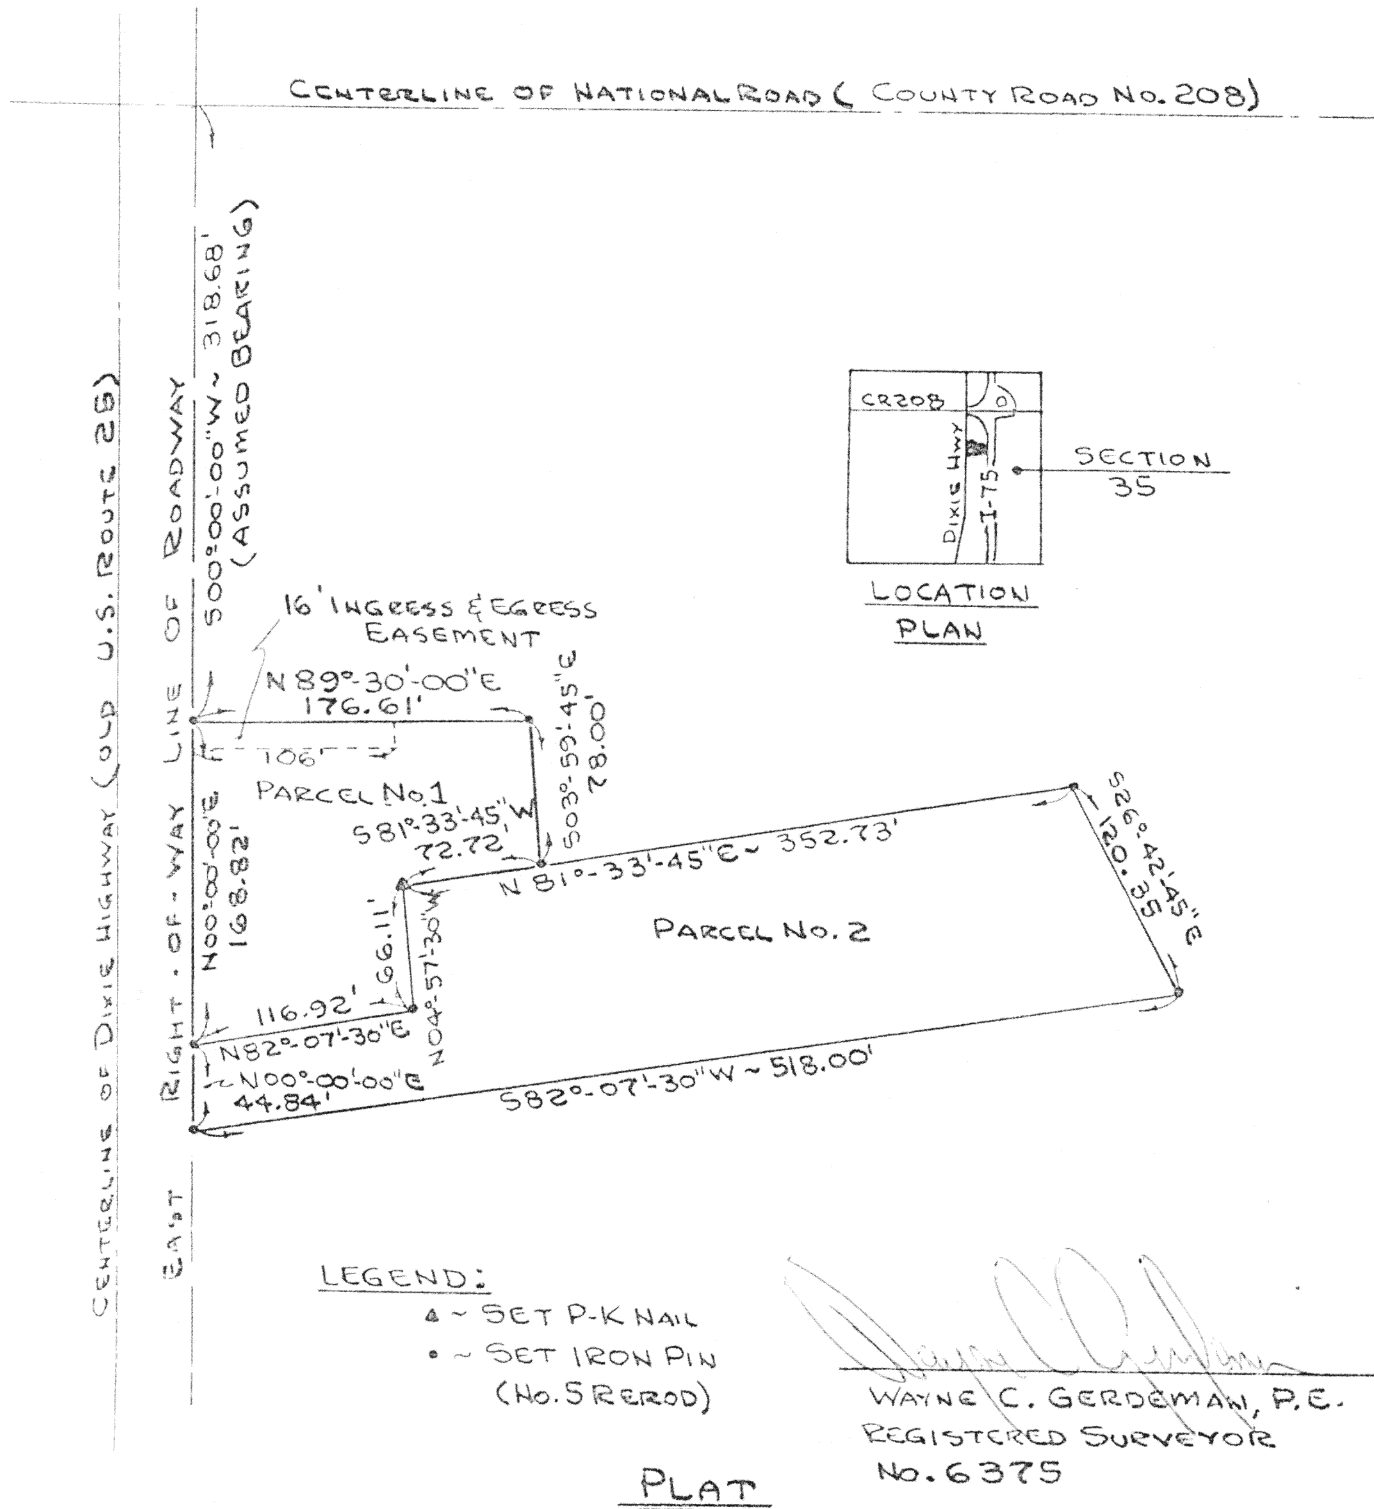 CENTERLINE OF NATIONAL ROAD ( COUNTY ROAD No. 208)
CENTERLINE OF DIXIE HIGHWAY (OLD U.S. ROUTE 25)
EAST RIGHT-OF-WAY LINE OF ROADWAY
S00°-00'-00"W ~ 318.68'
(ASSUMED BEARING)
CR208
DIXIE HWY
I-75
SECTION
35
LOCATION
PLAN
16' INGRESS & EGRESS
EASEMENT
N 89°-30'-00"E
176.61'
106'
S03°-59'-45"E
78.00'
PARCEL No.1
N00°-00'-00"E
168.82'
S81°-33'-45"W
72.72'
N 81°-33'-45"E ~ 352.73'
S26°-42'-45"E
120.35
66.11'
N04°-57'-30"W
PARCEL No. 2
116.92'
N82°-07'-30"E
N00°-00'-00"E
44.84'
S82°-07'-30"W ~ 518.00'
LEGEND:
▲ ~ SET P-K NAIL
• ~ SET IRON PIN
(No. 5 REROD)
WAYNE C. GERDEMAN, P.E.
REGISTERED SURVEYOR
No. 6375
PLAT